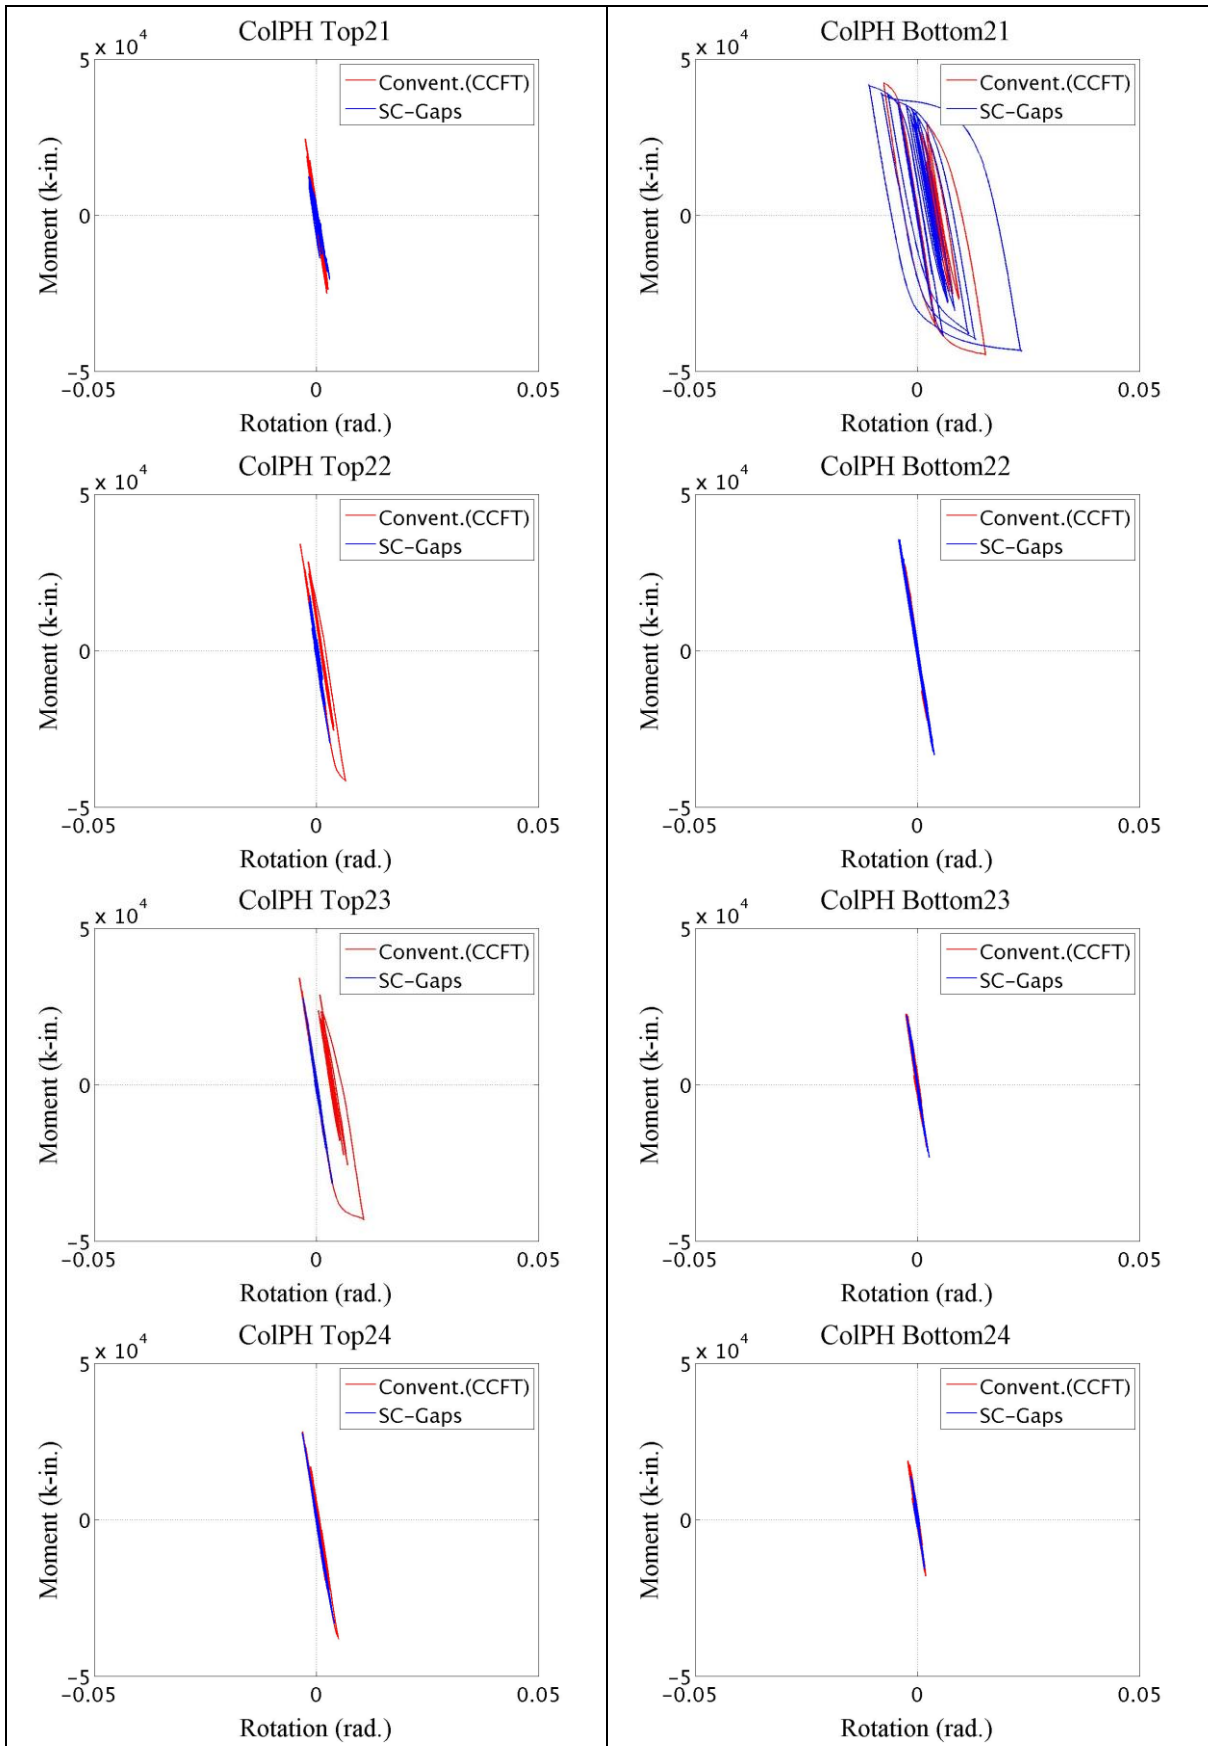 ColPH Top21
5 x 10^4
Convent.(CCFT)
SC-Gaps
Moment (k-in.)
0
-5
-0.05 0 0.05
Rotation (rad.)
ColPH Bottom21
5 x 10^4
Convent.(CCFT)
SC-Gaps
Moment (k-in.)
0
-5
-0.05 0 0.05
Rotation (rad.)
ColPH Top22
5 x 10^4
Convent.(CCFT)
SC-Gaps
Moment (k-in.)
0
-5
-0.05 0 0.05
Rotation (rad.)
ColPH Bottom22
5 x 10^4
Convent.(CCFT)
SC-Gaps
Moment (k-in.)
0
-5
-0.05 0 0.05
Rotation (rad.)
ColPH Top23
5 x 10^4
Convent.(CCFT)
SC-Gaps
Moment (k-in.)
0
-5
-0.05 0 0.05
Rotation (rad.)
ColPH Bottom23
5 x 10^4
Convent.(CCFT)
SC-Gaps
Moment (k-in.)
0
-5
-0.05 0 0.05
Rotation (rad.)
ColPH Top24
5 x 10^4
Convent.(CCFT)
SC-Gaps
Moment (k-in.)
0
-5
-0.05 0 0.05
Rotation (rad.)
ColPH Bottom24
5 x 10^4
Convent.(CCFT)
SC-Gaps
Moment (k-in.)
0
-5
-0.05 0 0.05
Rotation (rad.)